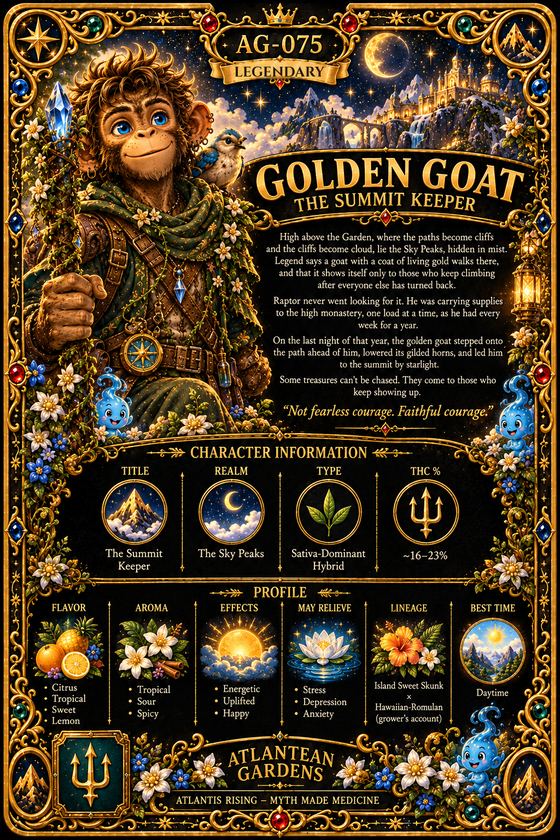 AG-075
LEGENDARY
GOLDEN GOAT
THE SUMMIT KEEPER
High above the Garden, where the paths become cliffs
and the cliffs become cloud, lie the Sky Peaks, hidden in mist.
Legend says a goat with a coat of living gold walks there,
and that it shows itself only to those who keep climbing
after everyone else has turned back.
Raptor never went looking for it. He was carrying supplies
to the high monastery, one load at a time, as he had every
week for a year.
On the last night of that year, the golden goat stepped onto
the path ahead of him, lowered its gilded horns, and led him
to the summit by starlight.
Some treasures can't be chased. They come to those who
keep showing up.
“Not fearless courage. Faithful courage.”
CHARACTER INFORMATION
TITLE
The Summit
Keeper
REALM
The Sky Peaks
TYPE
Sativa-Dominant
Hybrid
THC %
~16–23%
PROFILE
FLAVOR
• Citrus
• Tropical
• Sweet
• Lemon
AROMA
• Tropical
• Sour
• Spicy
EFFECTS
• Energetic
• Uplifted
• Happy
MAY RELIEVE
• Stress
• Depression
• Anxiety
LINEAGE
Island Sweet Skunk
×
Hawaiian-Romulan
(grower's account)
BEST TIME
Daytime
ATLANTEAN
GARDENS
ATLANTIS RISING – MYTH MADE MEDICINE